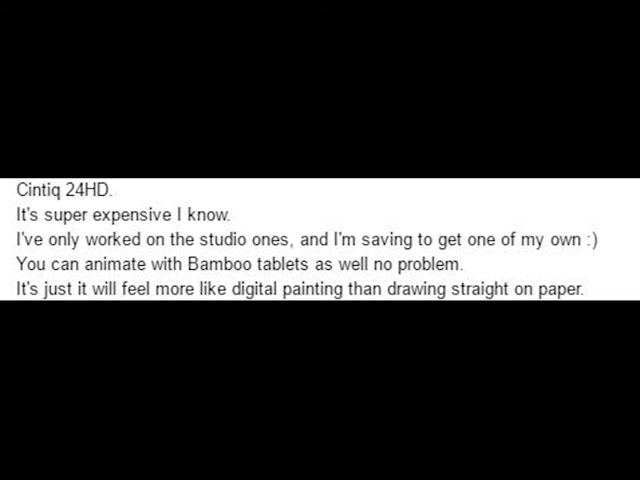 Cintiq 24HD.
It's super expensive I know.
I've only worked on the studio ones, and I'm saving to get one of my own :)
You can animate with Bamboo tablets as well no problem.
It's just it will feel more like digital painting than drawing straight on paper.